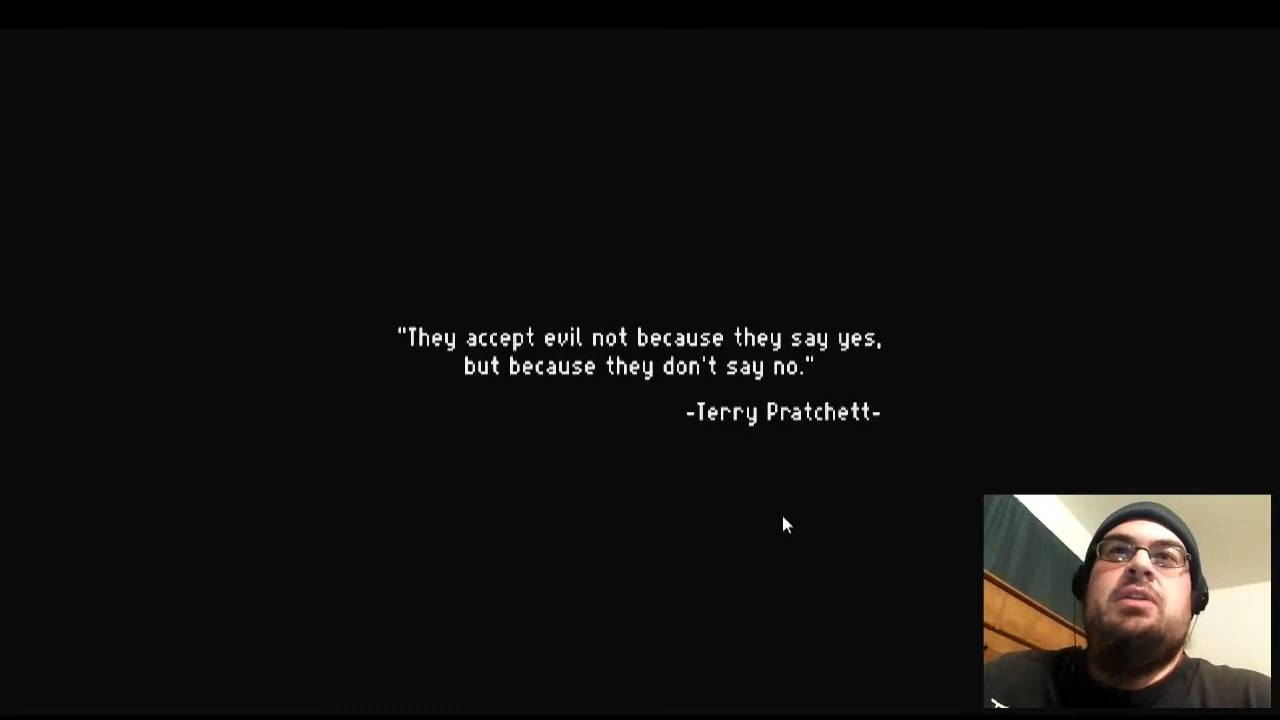 "They accept evil not because they say yes,
but because they don't say no."
-Terry Pratchett-